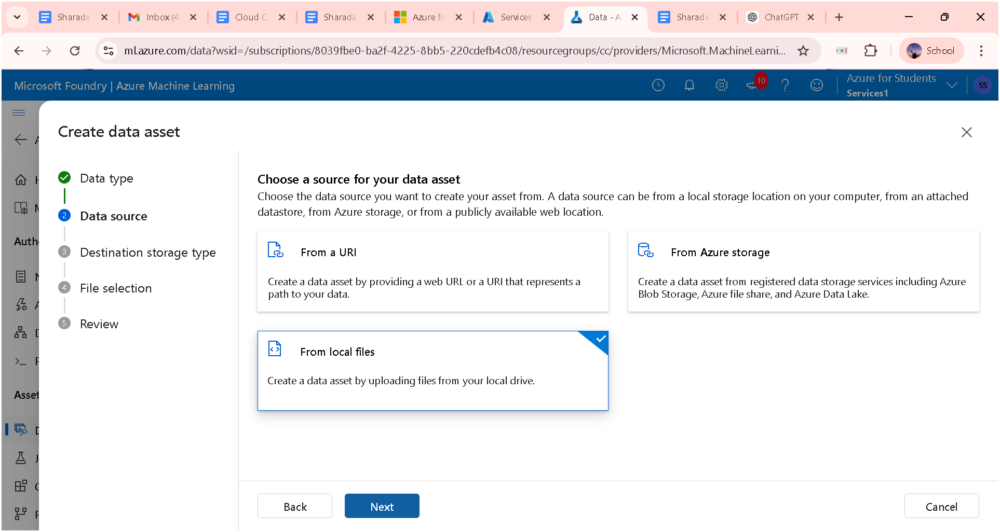 Sharada
Inbox (4
Cloud C
Sharada
Azure fo
Services
Data - A
Sharada
ChatGPT
ml.azure.com/data?wsid=/subscriptions/8039fbe0-ba2f-4225-8bb5-220cdefb4c08/resourcegroups/cc/providers/Microsoft.MachineLearni...
School
Microsoft Foundry | Azure Machine Learning
10
Azure for Students
Services1
SS
Create data asset
Data type
2 Data source
3 Destination storage type
4 File selection
5 Review
Auth
Asset
Choose a source for your data asset
Choose the data source you want to create your asset from. A data source can be from a local storage location on your computer, from an attached
datastore, from Azure storage, or from a publicly available web location.
From a URI
Create a data asset by providing a web URL or a URI that represents a
path to your data.
From Azure storage
Create a data asset from registered data storage services including Azure
Blob Storage, Azure file share, and Azure Data Lake.
From local files
Create a data asset by uploading files from your local drive.
Back
Next
Cancel